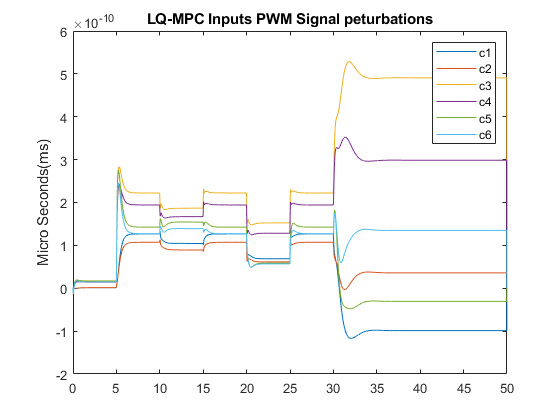 LQ-MPC Inputs PWM Signal peturbations
×10⁻¹⁰
Micro Seconds(ms)
6
5
4
3
2
1
0
-1
-2
0 5 10 15 20 25 30 35 40 45 50
c1
c2
c3
c4
c5
c6